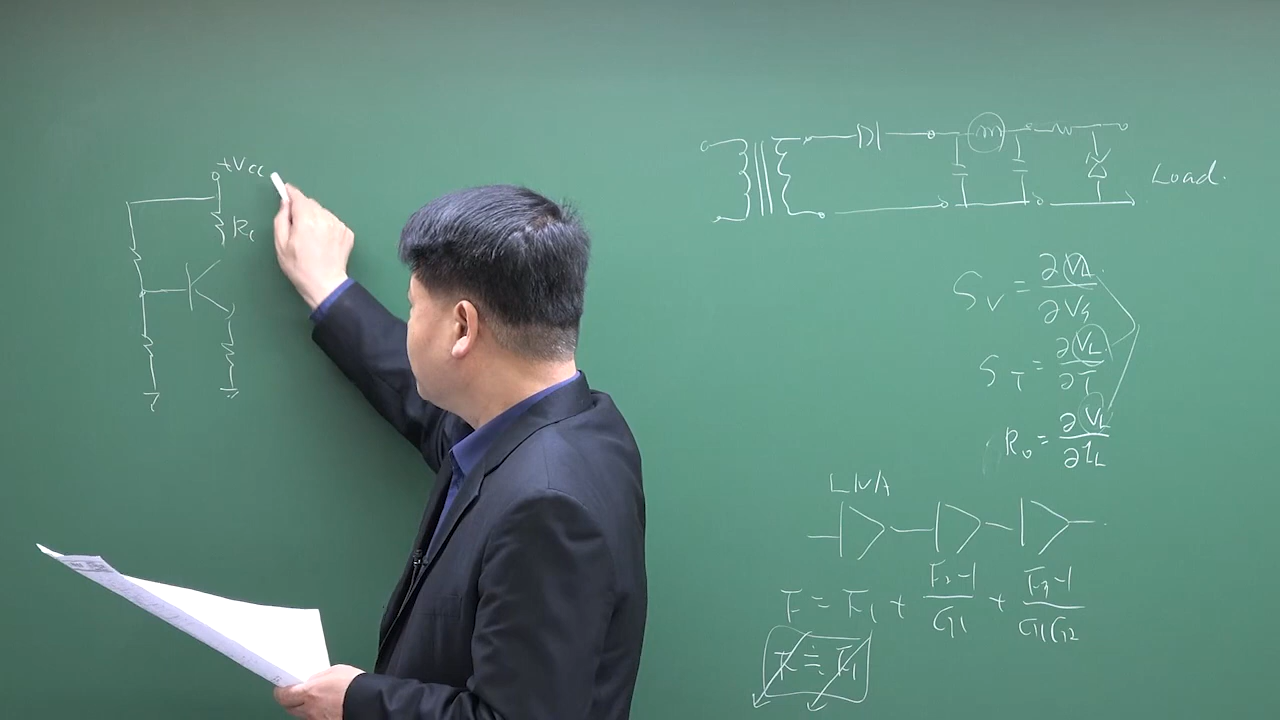 +Vcc
Rc
Load.
Sv = ∂VL / ∂Vs
ST = ∂VL / ∂T
Ro = ∂VL / ∂IL
LNA
F = F1 + F2-1 / G1 + F3-1 / G1G2
F ≒ F1